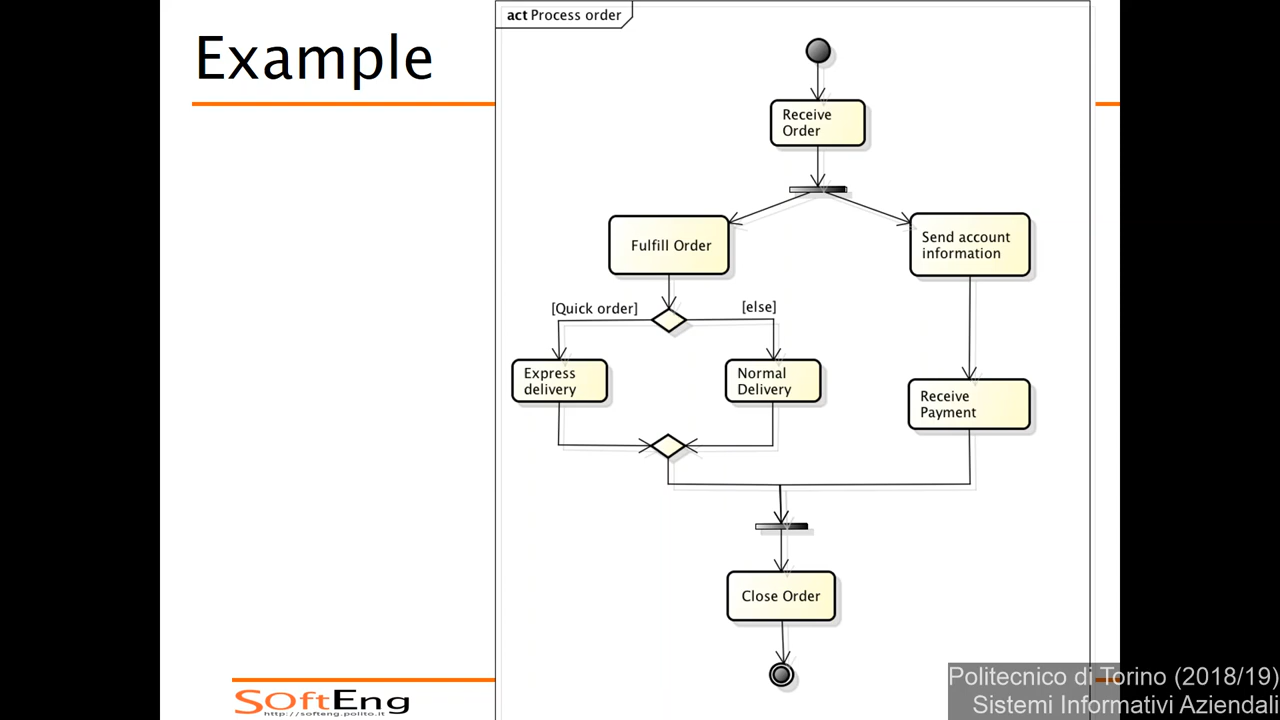 Example
act Process order
Receive
Order
Fulfill Order
Send account
information
[Quick order]
[else]
Express
delivery
Normal
Delivery
Receive
Payment
Close Order
SoftEng
http://softeng.polito.it
Politecnico di Torino (2018/19)
Sistemi Informativi Aziendali